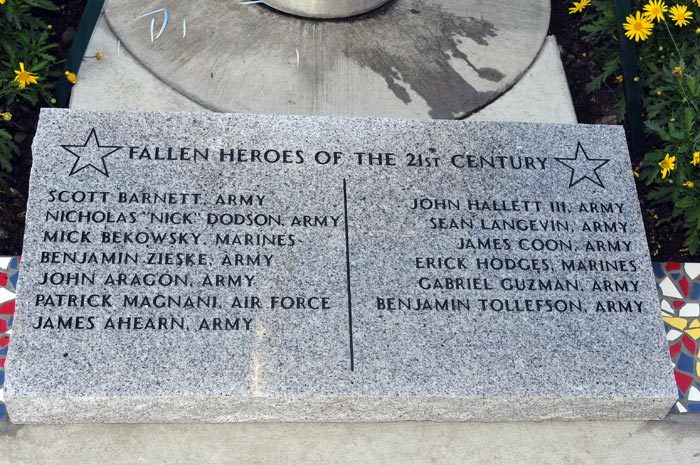 FALLEN HEROES OF THE 21ST CENTURY
SCOTT BARNETT, ARMY
NICHOLAS "NICK" DODSON, ARMY
MICK BEKOWSKY, MARINES
BENJAMIN ZIESKE, ARMY
JOHN ARAGON, ARMY
PATRICK MAGNANI, AIR FORCE
JAMES AHEARN, ARMY
JOHN HALLETT III, ARMY
SEAN LANGEVIN, ARMY
JAMES COON, ARMY
ERICK HODGES, MARINES
GABRIEL GUZMAN, ARMY
BENJAMIN TOLLEFSON, ARMY